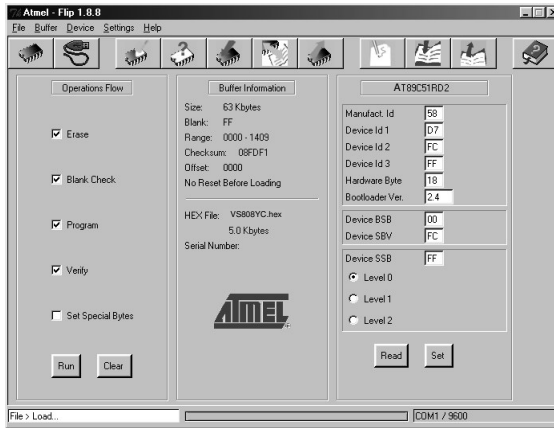 Atmel - Flip 1.8.8
File Buffer Device Settings Help
Operations Flow
Erase
Blank Check
Program
Verify
Set Special Bytes
Run Clear
Buffer Information
Size: 63 Kbytes
Blank: FF
Range: 0000 - 1409
Checksum: 08FDF1
Offset: 0000
No Reset Before Loading
HEX File: VS808YC.hex
5.0 Kbytes
Serial Number:
ATMEL
AT89C51RD2
Manufact. Id 58
Device Id 1 D7
Device Id 2 FC
Device Id 3 FF
Hardware Byte 18
Bootloader Ver. 2.4
Device BSB 00
Device SBV FC
Device SSB FF
Level 0
Level 1
Level 2
Read Set
File > Load...
COM1 / 9600